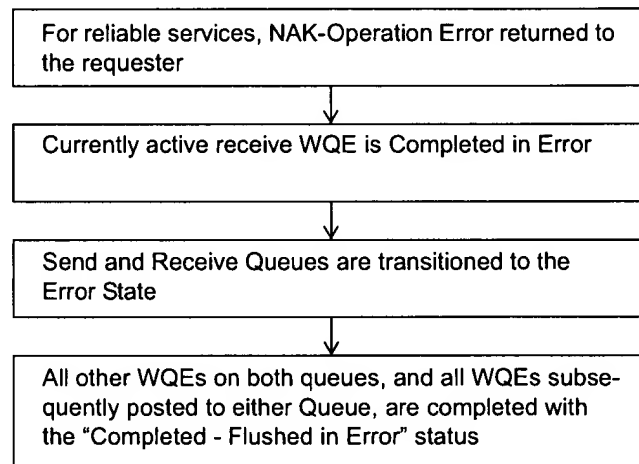 For reliable services, NAK-Operation Error returned to
the requester
Currently active receive WQE is Completed in Error
Send and Receive Queues are transitioned to the
Error State
All other WQEs on both queues, and all WQEs subse-
quently posted to either Queue, are completed with
the “Completed - Flushed in Error” status